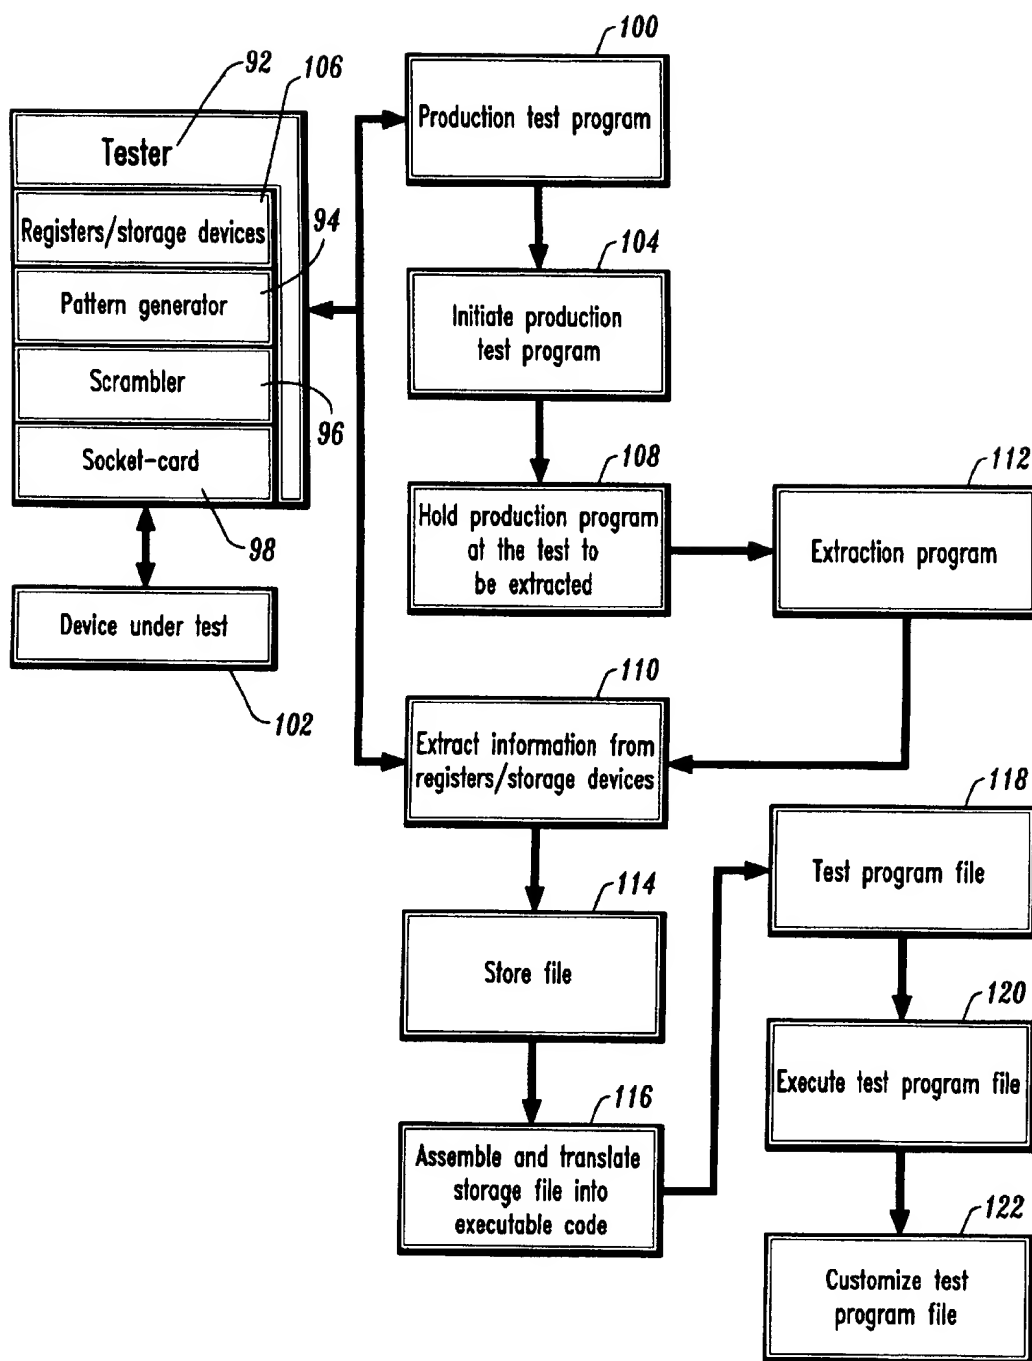 100
92
106
Production test program
Tester
Registers/storage devices
94
104
Pattern generator
Initiate production
test program
Scrambler
96
Socket-card
98
108
112
Hold production program
at the test to
be extracted
Extraction program
Device under test
102
110
Extract information from
registers/storage devices
118
Test program file
114
Store file
120
Execute test program file
116
Assemble and translate
storage file into
executable code
122
Customize test
program file